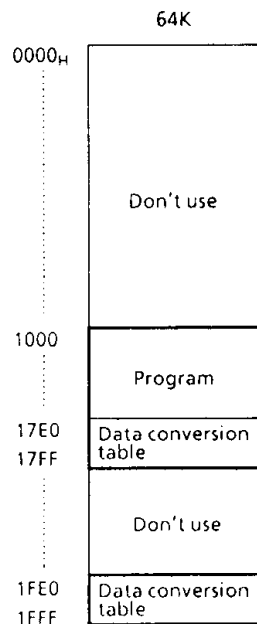 64K
0000H
Don't use
1000
Program
17E0
Data conversion
17FF
table
Don't use
1FE0
Data conversion
table
1FFF